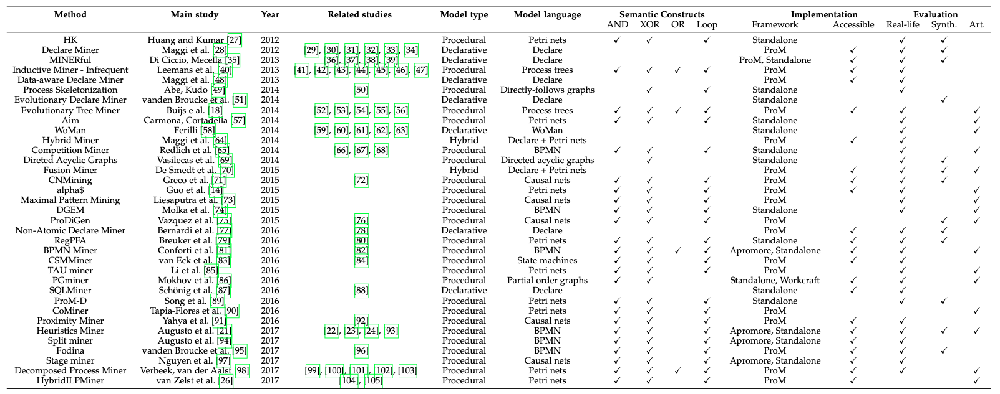 Method Main study Year Related studies Model type Model language Semantic Constructs Implementation Evaluation
AND XOR OR Loop Framework Accessible Real-life Synth. Art.
HK Huang and Kumar [27] 2012 Procedural Petri nets ✓ ✓ ✓ Standalone ✓ ✓
Declare Miner Maggi et al. [28] 2012 [29], [30], [31], [32], [33], [34] Declarative Declare ProM ✓ ✓ ✓
MINERful Di Ciccio, Mecella [35] 2013 [36], [37], [38], [39] Declarative Declare ProM, Standalone ✓ ✓ ✓
Inductive Miner - Infrequent Leemans et al. [40] 2013 [41], [42], [43], [44], [45], [46], [47] Procedural Process trees ✓ ✓ ✓ ✓ ProM ✓ ✓
Data-aware Declare Miner Maggi et al. [48] 2013 Declarative Declare ProM ✓ ✓
Process Skeletonization Abe, Kudo [49] 2014 [50] Procedural Directly-follows graphs ✓ ✓ Standalone ✓
Evolutionary Declare Miner vanden Broucke et al. [51] 2014 Declarative Declare Standalone ✓
Evolutionary Tree Miner Buijs e al. [18] 2014 [52], [53], [54], [55], [56] Procedural Process trees ✓ ✓ ✓ ✓ ProM ✓ ✓ ✓
Aim Carmona, Cortadella [57] 2014 Procedural Petri nets ✓ ✓ ✓ Standalone ✓ ✓
WoMan Ferilli [58] 2014 [59], [60], [61], [62], [63] Declarative WoMan Standalone ✓ ✓
Hybrid Miner Maggi et al. [64] 2014 Hybrid Declare + Petri nets ProM ✓ ✓
Competition Miner Redlich et al. [65] 2014 [66], [67], [68] Procedural BPMN ✓ ✓ ✓ Standalone ✓ ✓
Direted Acyclic Graphs Vasilecas et al. [69] 2014 Procedural Directed acyclic graphs ✓ Standalone ✓ ✓
Fusion Miner De Smedt et al. [70] 2015 Hybrid Declare + Petri nets ProM ✓ ✓ ✓ ✓
CNMining Greco et al. [71] 2015 [72] Procedural Causal nets ✓ ✓ ✓ ProM ✓ ✓ ✓
alpha$ Guo et al. [14] 2015 Procedural Petri nets ✓ ✓ ✓ ProM ✓ ✓ ✓
Maximal Pattern Mining Liesaputra et al. [73] 2015 Procedural Causal nets ✓ ✓ ✓ ProM ✓ ✓
DGEM Molka et al. [74] 2015 Procedural BPMN ✓ ✓ ✓ Standalone ✓ ✓
ProDiGen Vazquez et al. [75] 2015 [76] Procedural Causal nets ✓ ✓ ✓ ProM ✓ ✓
Non-Atomic Declare Miner Bernardi et al. [77] 2016 [78] Declarative Declare ProM ✓ ✓ ✓
RegPFA Breuker et al. [79] 2016 [80] Procedural Petri nets ✓ ✓ ✓ Standalone ✓ ✓ ✓
BPMN Miner Conforti et al. [81] 2016 [82] Procedural BPMN ✓ ✓ ✓ ✓ Apromore, Standalone ✓ ✓ ✓
CSMMiner van Eck et al. [83] 2016 [84] Procedural State machines ✓ ✓ ✓ ProM ✓ ✓
TAU miner Li et al. [85] 2016 Procedural Petri nets ✓ ✓ ✓ ProM ✓ ✓
PGminer Mokhov et al. [86] 2016 Procedural Partial order graphs ✓ ✓ Standalone, Workcraft ✓ ✓ ✓
SQLMiner Schönig et al. [87] 2016 [88] Declarative Declare Standalone ✓ ✓
ProM-D Song et al. [89] 2016 Procedural Petri nets ✓ ✓ ✓ Standalone ✓ ✓
CoMiner Tapia-Flores et al. [90] 2016 Procedural Petri nets ✓ ✓ ✓ ProM ✓
Proximity Miner Yahya et al. [91] 2016 [92] Procedural Causal nets ✓ ✓ ✓ ProM ✓ ✓
Heuristics Miner Augusto et al. [21] 2017 [22], [23], [24], [93] Procedural BPMN ✓ ✓ ✓ Apromore, Standalone ✓ ✓ ✓ ✓
Split miner Augusto et al. [94] 2017 Procedural BPMN ✓ ✓ ✓ Apromore, Standalone ✓ ✓
Fodina vanden Broucke et al. [95] 2017 [96] Procedural BPMN ✓ ✓ ✓ ProM ✓ ✓ ✓
Stage miner Nguyen et al. [97] 2017 Procedural Causal nets ✓ ✓ ✓ Apromore, Standalone ✓ ✓
Decomposed Process Miner Verbeek, van der Aalst [98] 2017 [99], [100], [101], [102], [103] Procedural Petri nets ✓ ✓ ✓ ✓ ProM ✓ ✓ ✓
HybridILPMiner van Zelst et al. [26] 2017 [104], [105] Procedural Petri nets ✓ ✓ ✓ ProM ✓ ✓